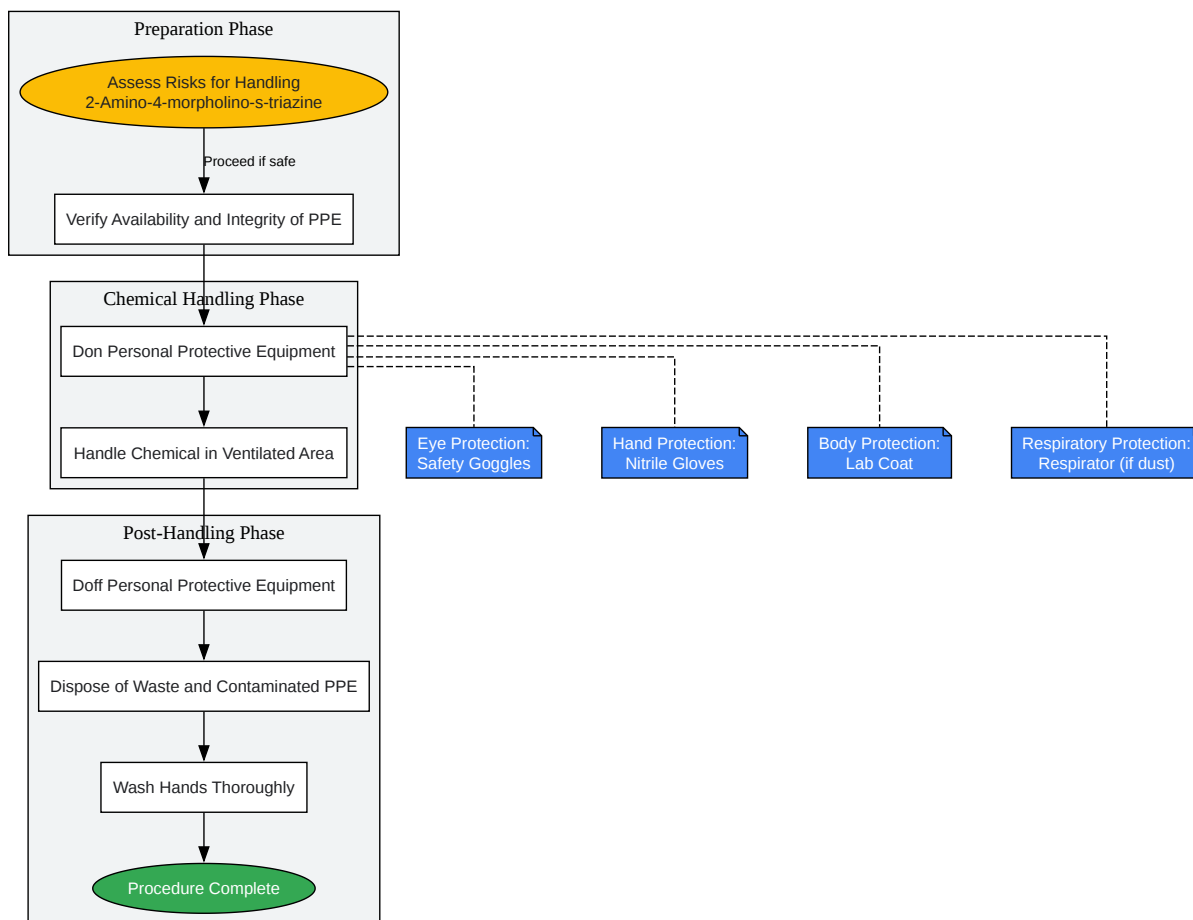 Preparation Phase
Assess Risks for Handling
2-Amino-4-morpholino-s-triazine
Proceed if safe
Verify Availability and Integrity of PPE
Chemical Handling Phase
Don Personal Protective Equipment
Handle Chemical in Ventilated Area
Eye Protection:
Safety Goggles
Hand Protection:
Nitrile Gloves
Body Protection:
Lab Coat
Respiratory Protection:
Respirator (if dust)
Post-Handling Phase
Doff Personal Protective Equipment
Dispose of Waste and Contaminated PPE
Wash Hands Thoroughly
Procedure Complete